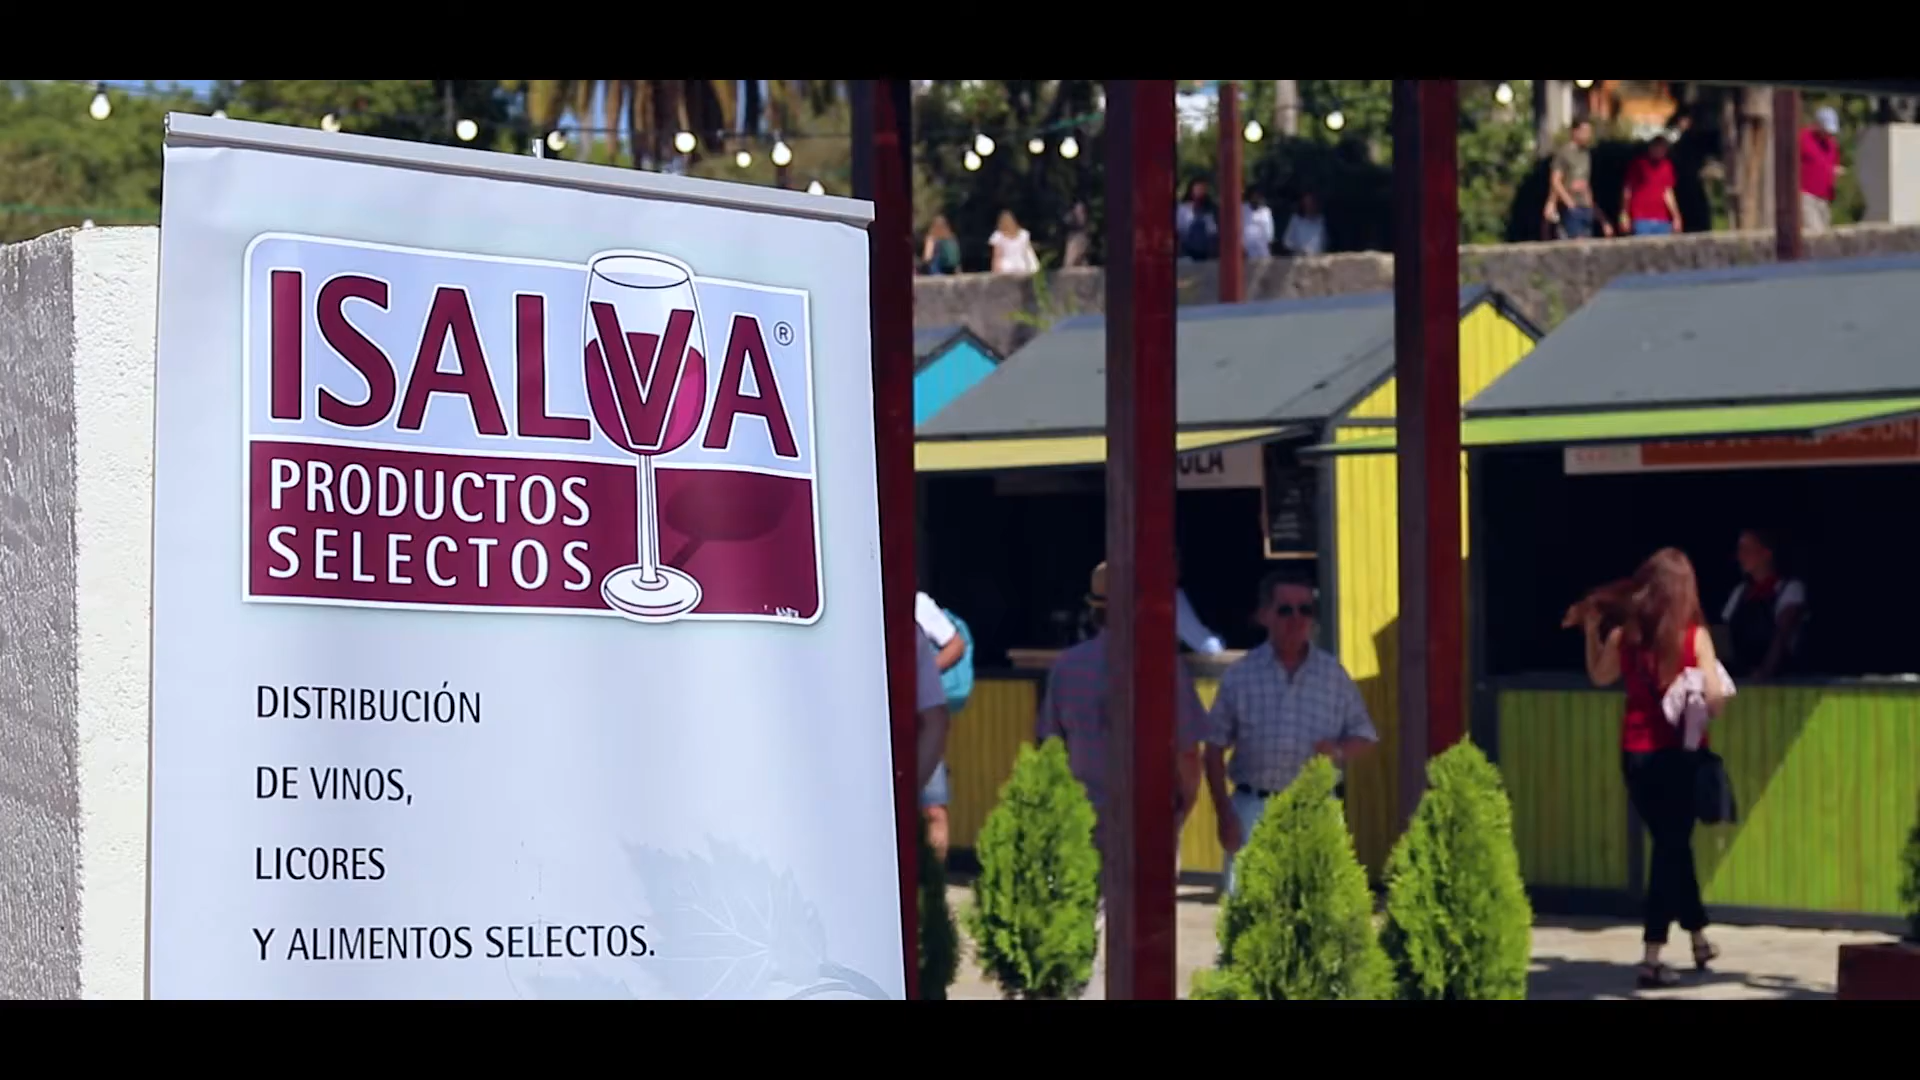 ISALVA®
PRODUCTOS
SELECTOS
DISTRIBUCIÓN
DE VINOS,
LICORES
Y ALIMENTOS SELECTOS.